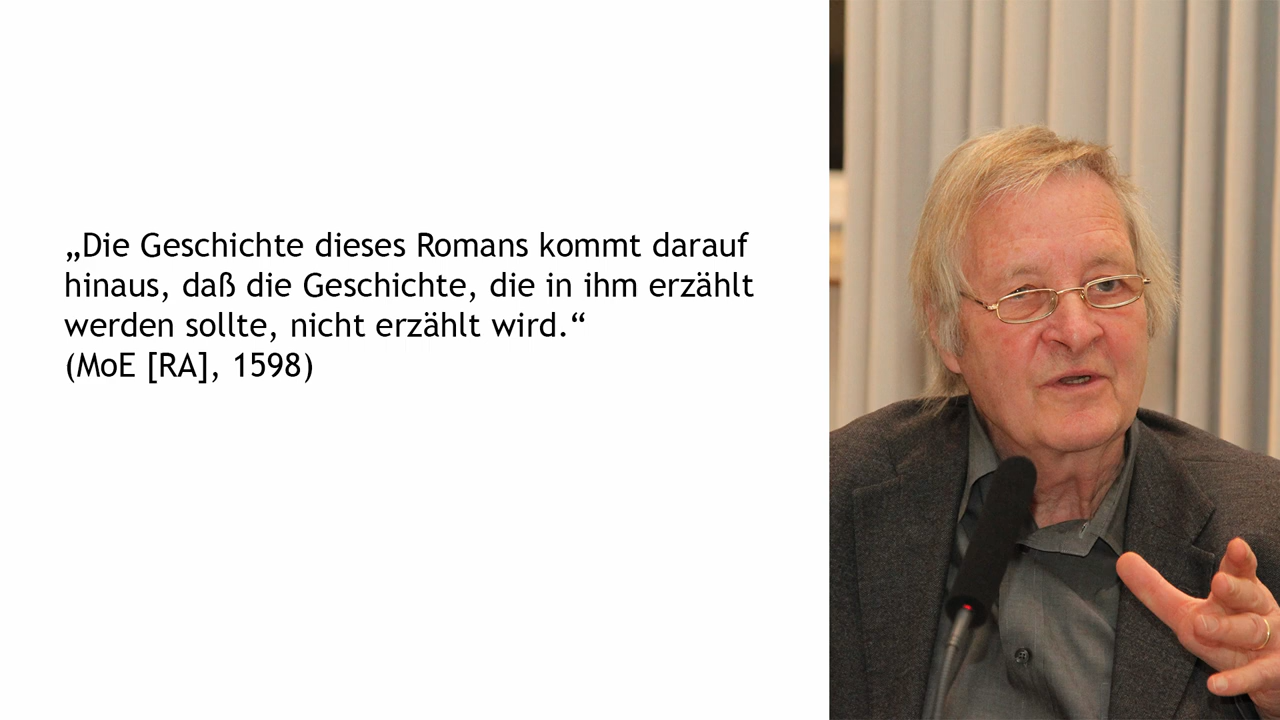 „Die Geschichte dieses Romans kommt darauf
hinaus, daß die Geschichte, die in ihm erzählt
werden sollte, nicht erzählt wird.“
(MoE [RA], 1598)